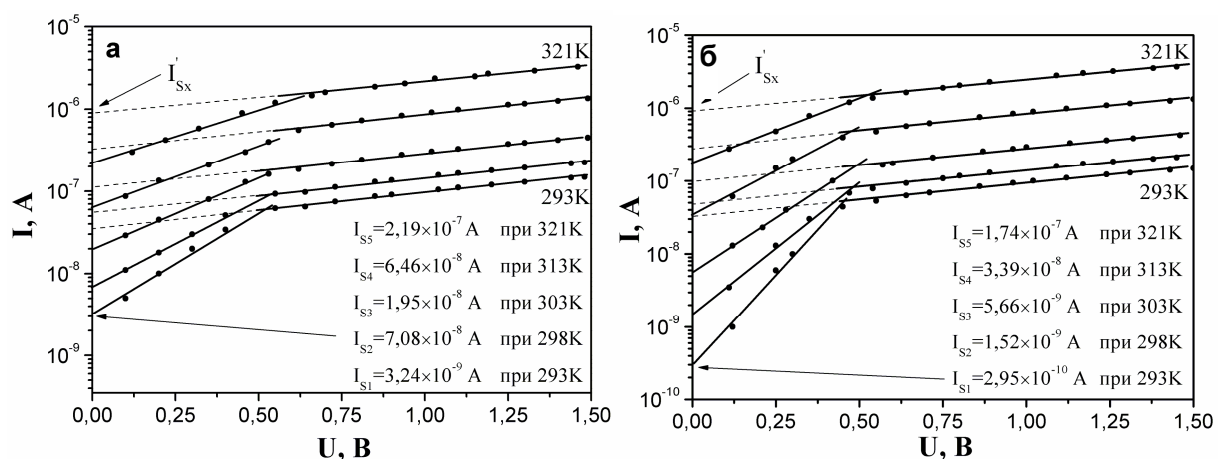 а
10⁻⁵
10⁻⁶
10⁻⁷
10⁻⁸
10⁻⁹
I, A
I'Sx
321K
293K
IS5=2,19×10⁻⁷ A при 321K
IS4=6,46×10⁻⁸ A при 313K
IS3=1,95×10⁻⁸ A при 303K
IS2=7,08×10⁻⁸ A при 298K
IS1=3,24×10⁻⁹ A при 293K
0,00 0,25 0,50 0,75 1,00 1,25 1,50
U, В
б
10⁻⁵
10⁻⁶
10⁻⁷
10⁻⁸
10⁻⁹
10⁻¹⁰
I, A
I'Sx
321K
293K
IS5=1,74×10⁻⁷ A при 321K
IS4=3,39×10⁻⁸ A при 313K
IS3=5,66×10⁻⁹ A при 303K
IS2=1,52×10⁻⁹ A при 298K
IS1=2,95×10⁻¹⁰ A при 293K
0,00 0,25 0,50 0,75 1,00 1,25 1,50
U, В